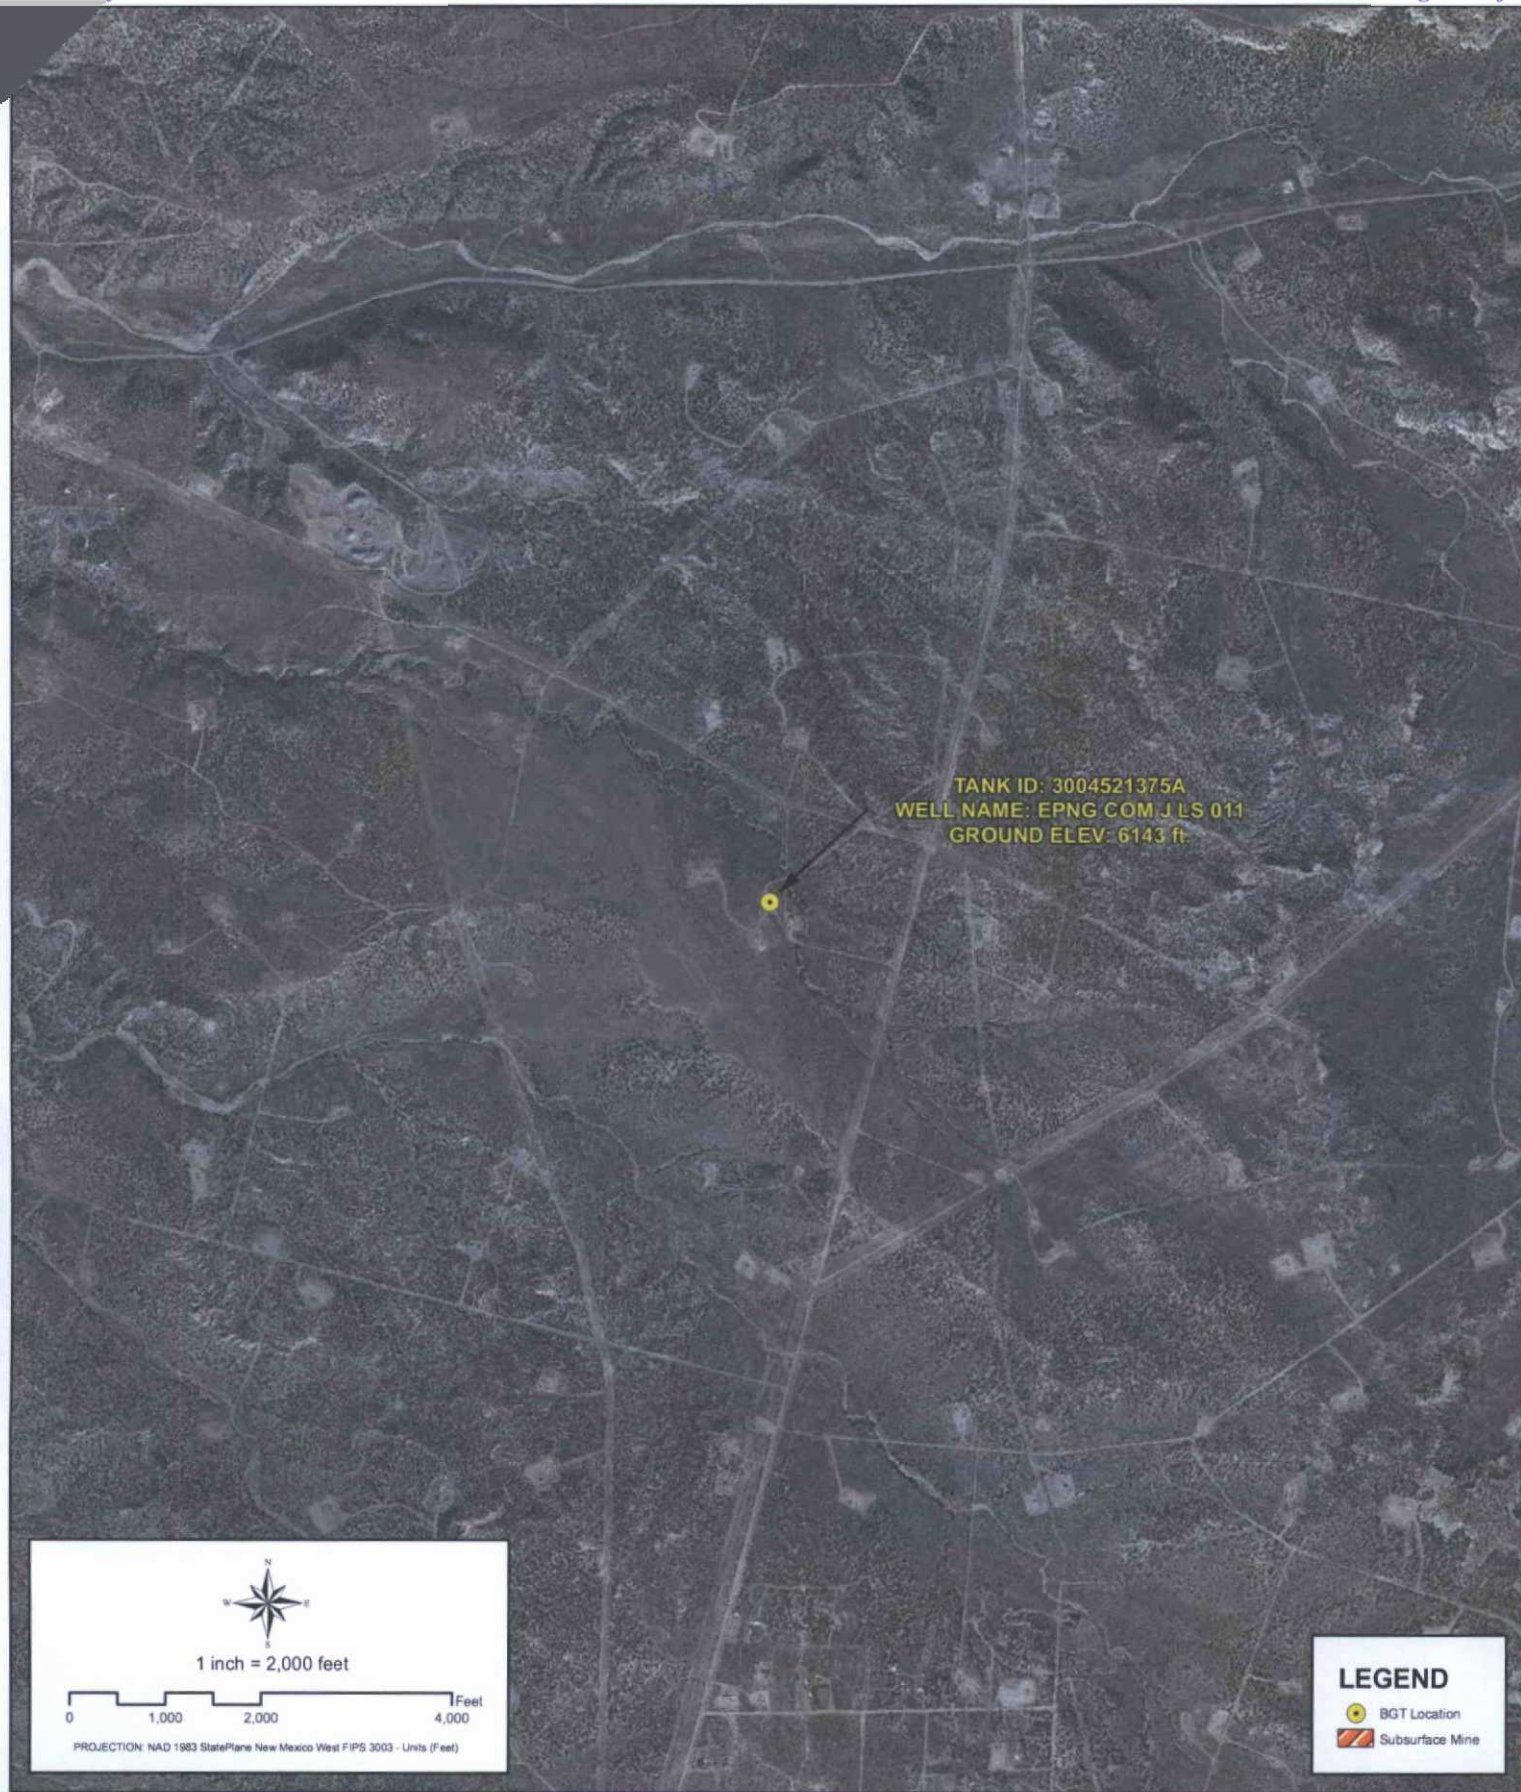 TANK ID: 3004521375A
WELL NAME: EPNG COM J LS 011
GROUND ELEV: 6143 ft.
N
W E
S
1 inch = 2,000 feet
Feet
0 1,000 2,000 4,000
PROJECTION: NAD 1983 StatePlane New Mexico West FIPS 3003 - Units (Feet)
LEGEND
BGT Location
Subsurface Mine